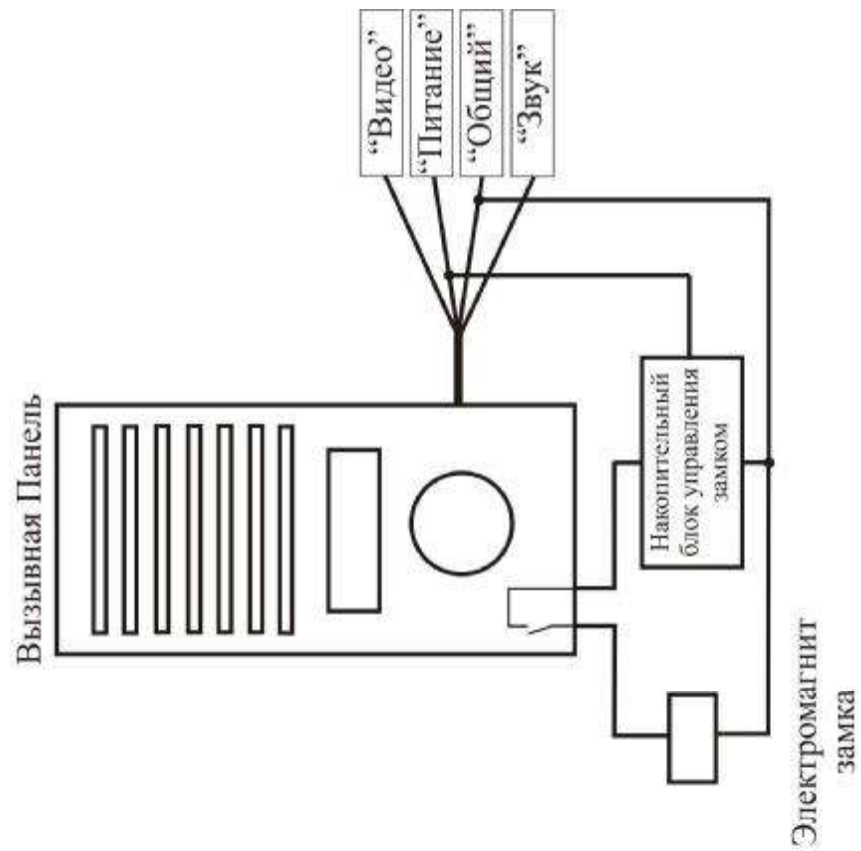 Вызывная Панель
“Видео”
“Питание”
“Общий”
“Звук”
Накопительный
блок управления
замком
Электромагнит
замка